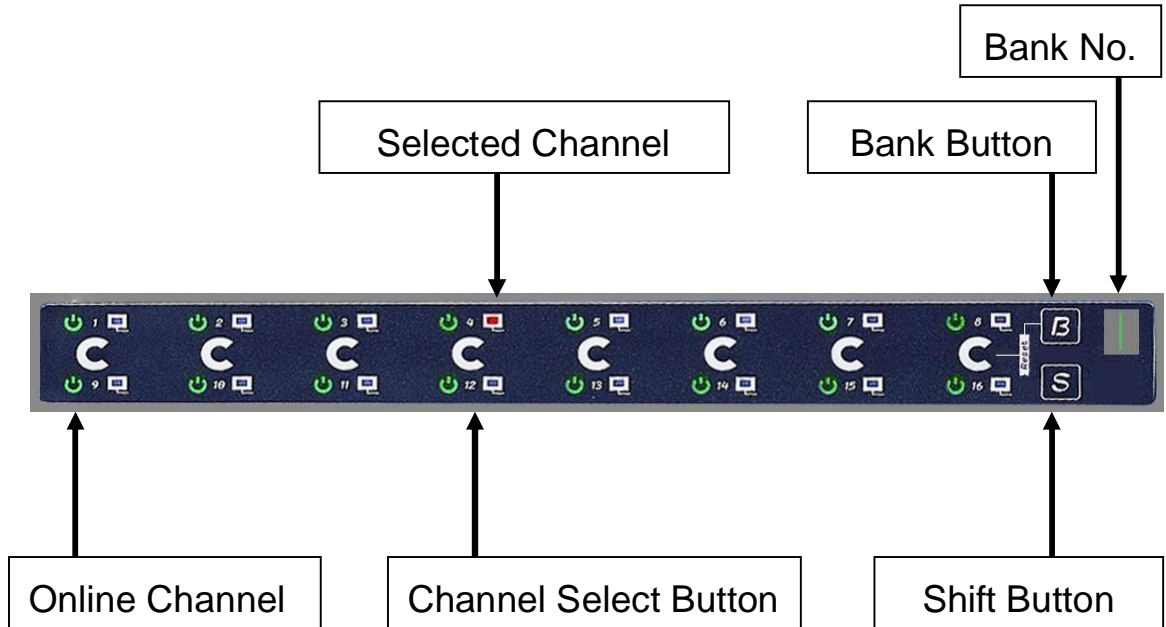 Bank No.
Selected Channel
Bank Button
1 2 3 4 5 6 7 8 B
C C C C C C C C Reset
9 10 11 12 13 14 15 16 S
Online Channel
Channel Select Button
Shift Button